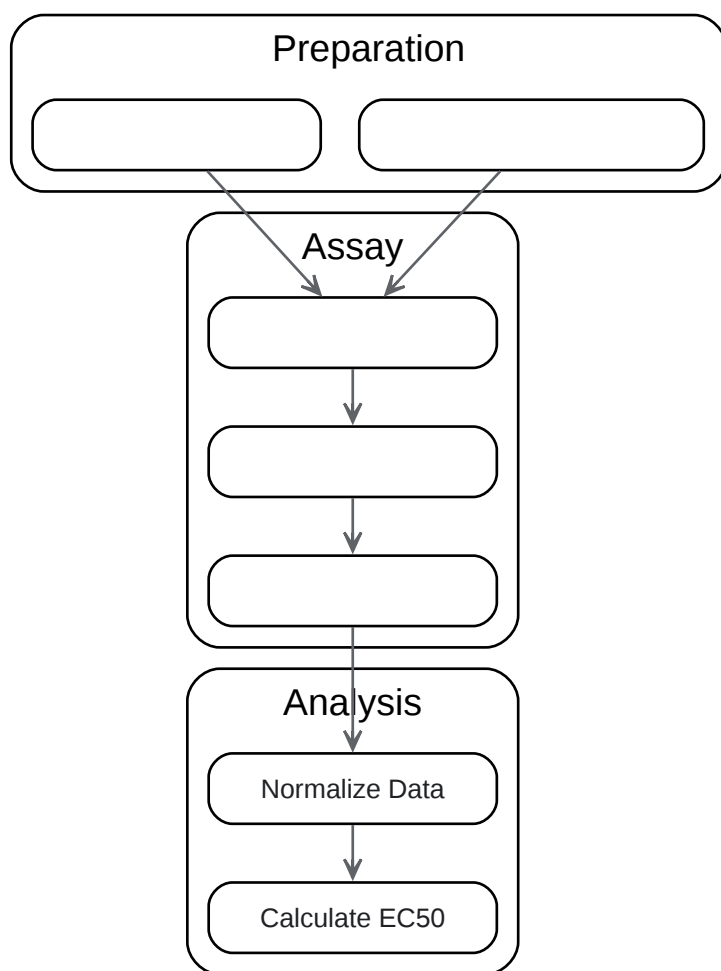 Preparation
Assay
Analysis
Normalize Data
Calculate EC50